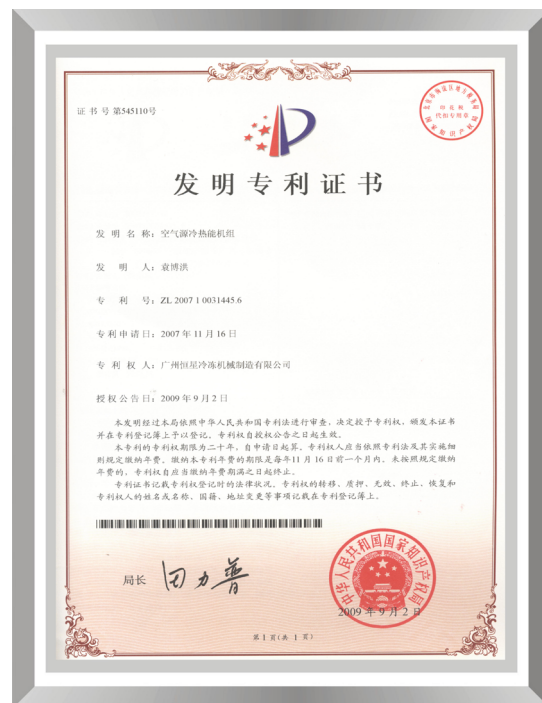 证书号第545110号
发明专利证书
发明名称：空气源冷热能机组
发明人：袁博洪
专利号：ZL 2007 1 0031445.6
专利申请日：2007年11月16日
专利权人：广州恒星冷冻机械制造有限公司
授权公告日：2009年9月2日
本发明经过本局依照中华人民共和国专利法进行审查，决定授予专利权，颁发本证书
并在专利登记簿上予以登记。专利权自授权公告之日起生效。
本专利的专利权期限为二十年，自申请日起算。专利权人应当依照专利法及其实施细
则规定缴纳年费。缴纳本专利年费的期限是每年11月16日前一个月内。未按照规定缴纳
年费的，专利权自应当缴纳年费期满之日起终止。
专利证书记载专利权登记时的法律状况。专利权的转移、质押、无效、终止、恢复和
专利权人的姓名或名称、国籍、地址变更等事项记载在专利登记簿上。
局长 田力普
中华人民共和国国家知识产权局
2009年9月2日
第1页（共1页）